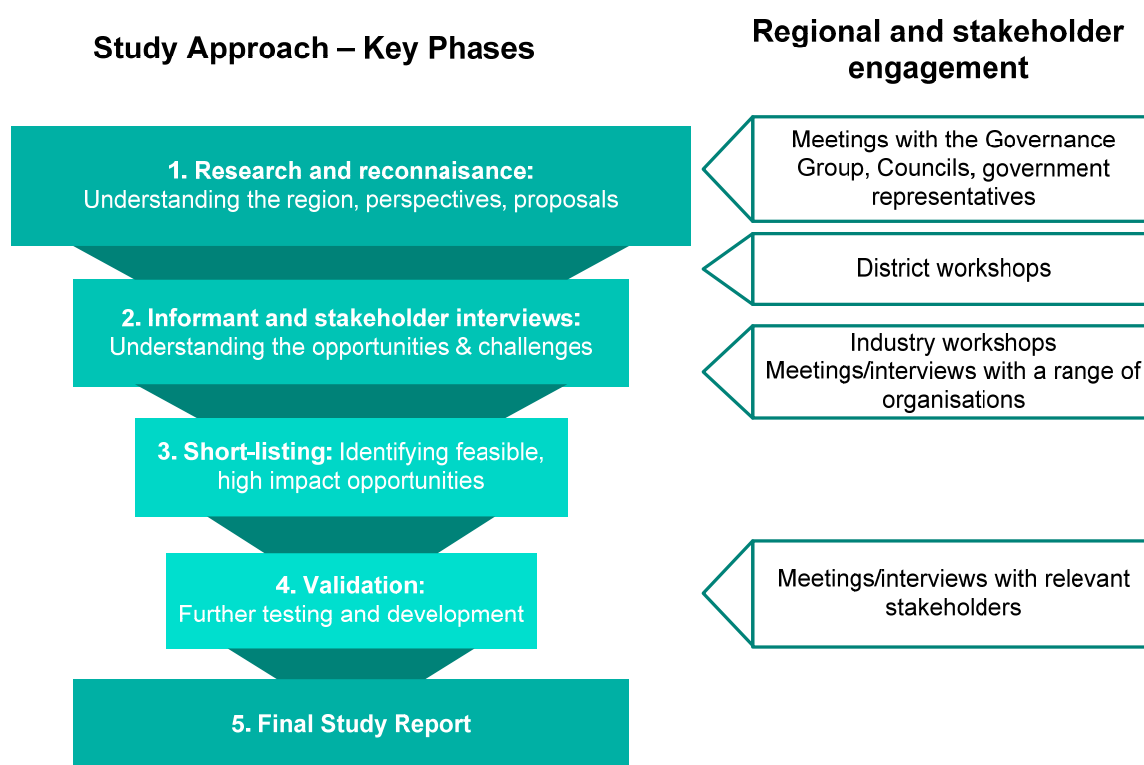 Study Approach – Key Phases
Regional and stakeholder
engagement
1. Research and reconnaisance:
Understanding the region, perspectives, proposals
Meetings with the Governance
Group, Councils, government
representatives
District workshops
2. Informant and stakeholder interviews:
Understanding the opportunities & challenges
Industry workshops
Meetings/interviews with a range of
organisations
3. Short-listing: Identifying feasible,
high impact opportunities
4. Validation:
Further testing and development
Meetings/interviews with relevant
stakeholders
5. Final Study Report